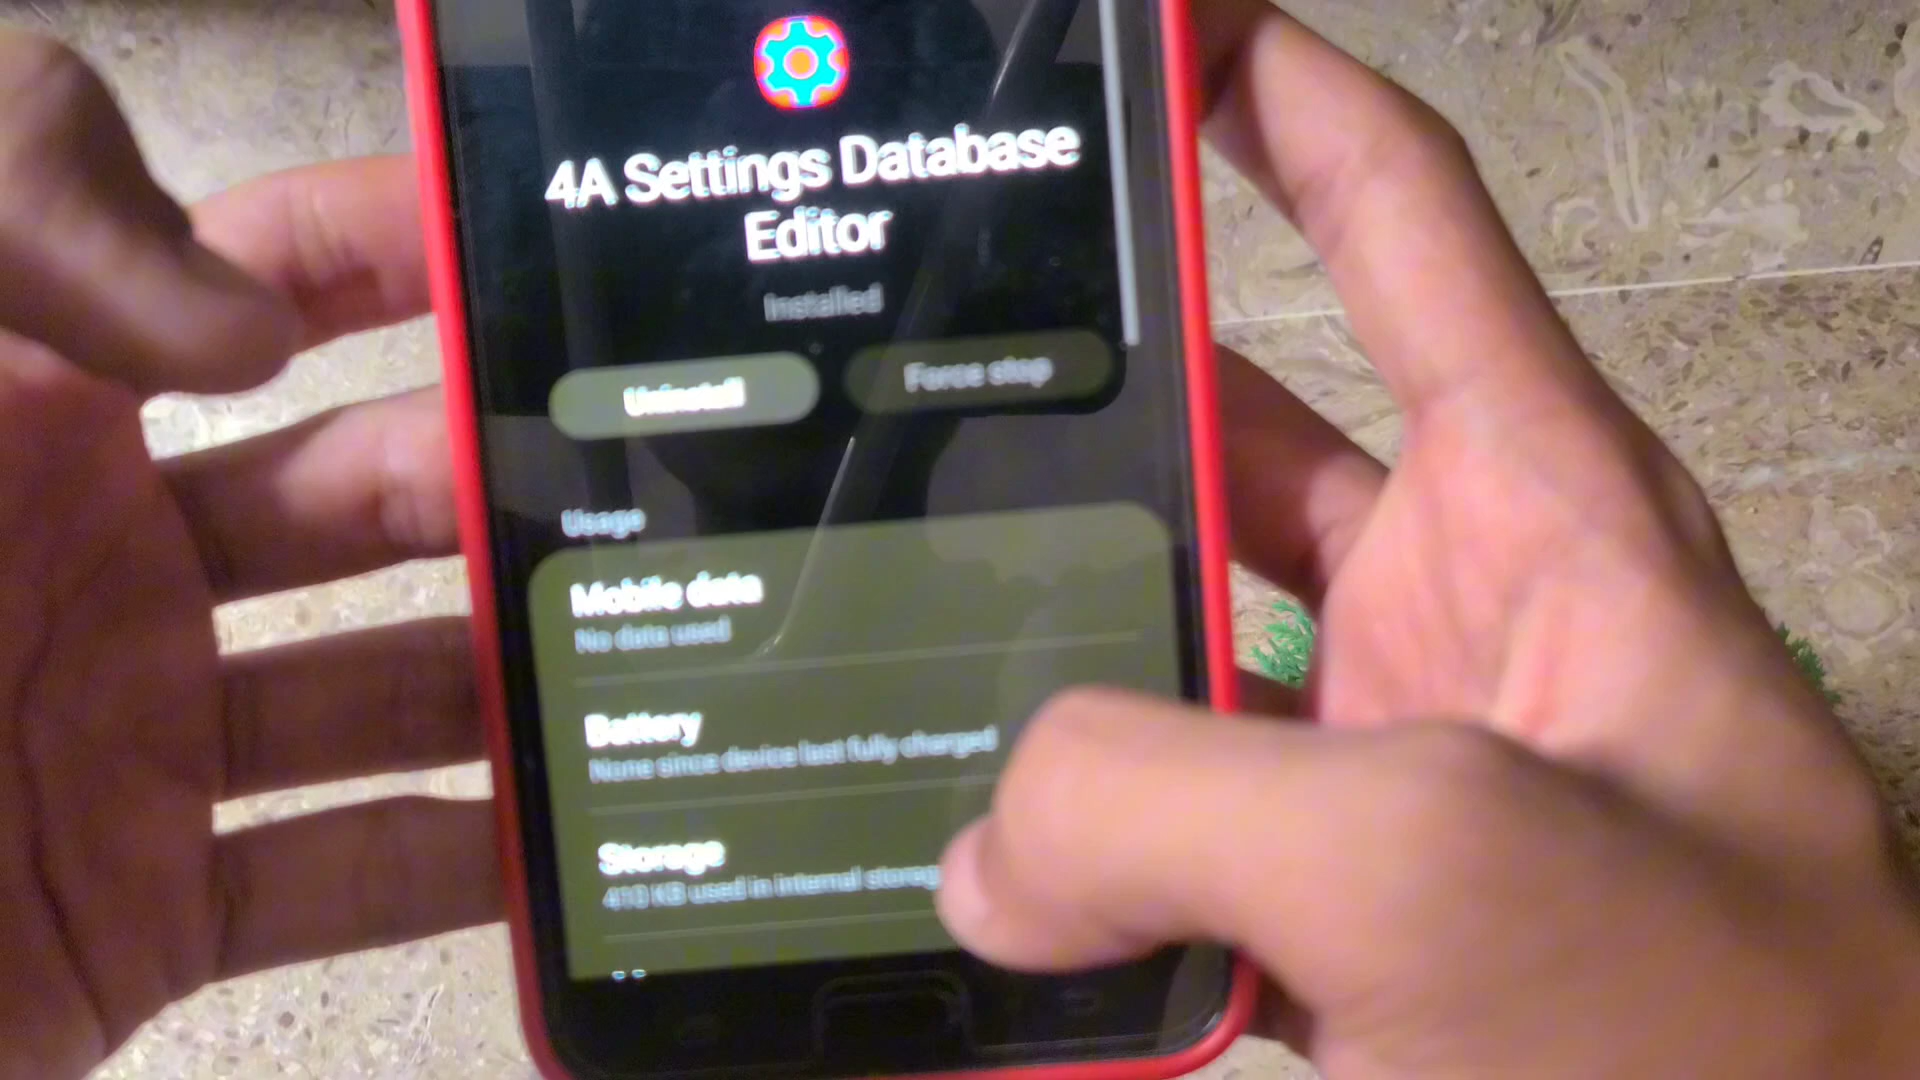 4A Settings Database
Editor
Installed
Uninstall
Force stop
Usage
Mobile data
No data used
Battery
None since device last fully charged
Storage
410 KB used in internal storag